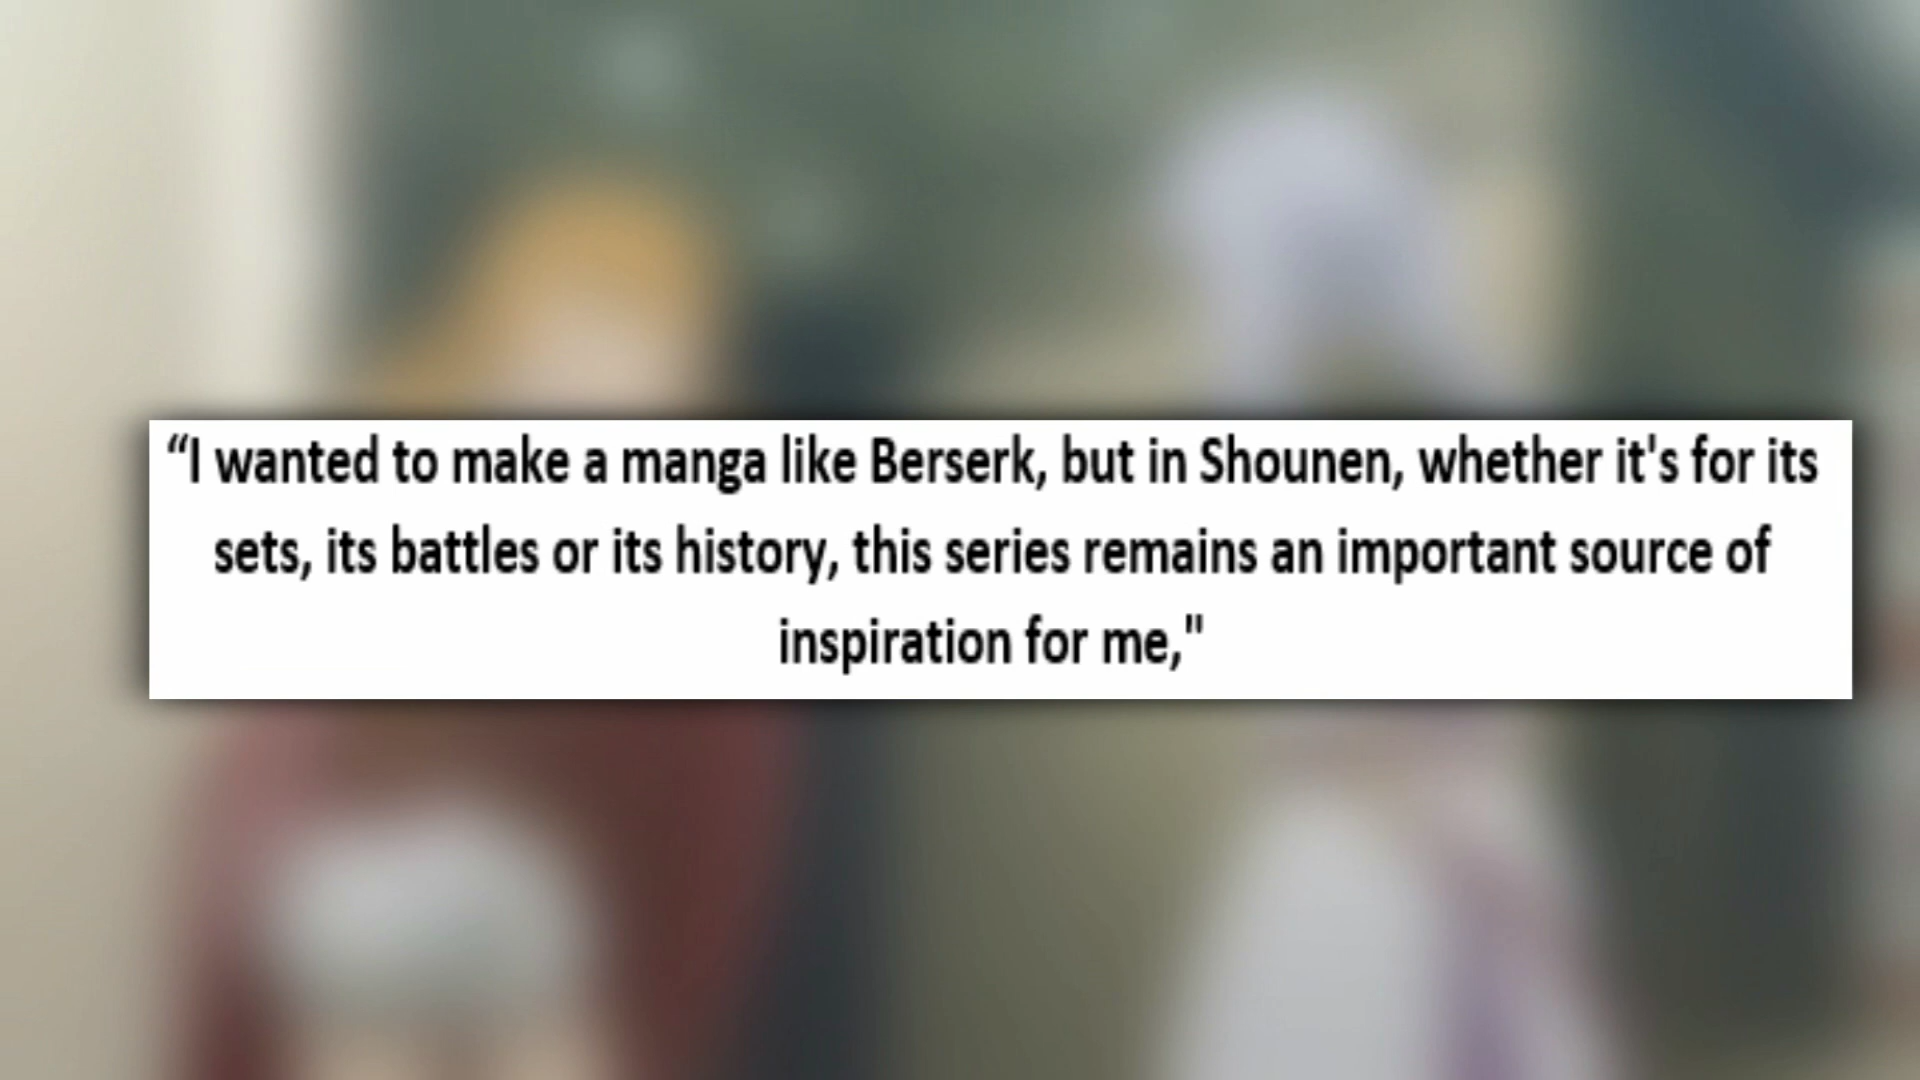 “I wanted to make a manga like Berserk, but in Shounen, whether it's for its
sets, its battles or its history, this series remains an important source of
inspiration for me,"